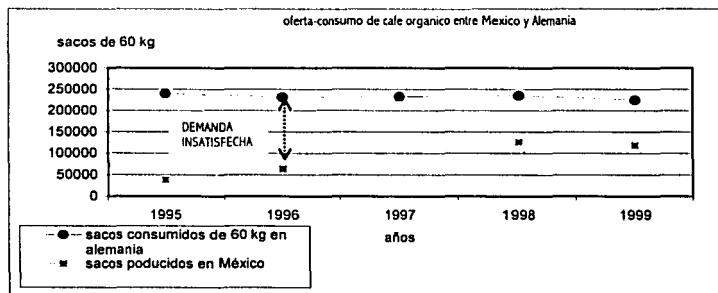 oferta-consumo de cafe organico entre Mexico y Alemania
sacos de 60 kg
300000
250000
200000
150000
100000
50000
0
DEMANDA
INSATISFECHA
1995 1996 1997 1998 1999
años
sacos consumidos de 60 kg en
alemania
sacos poducidos en México